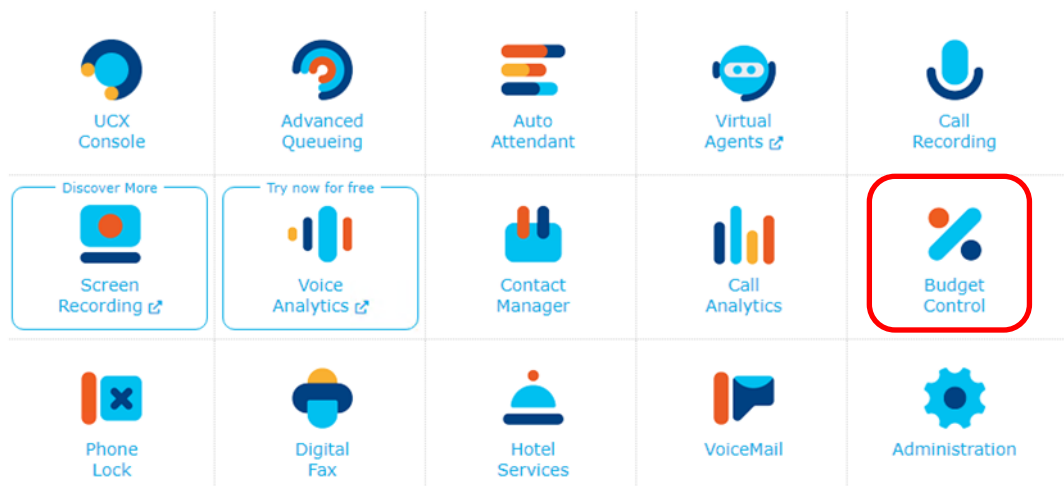 UCX
Console
Advanced
Queueing
Auto
Attendant
Virtual
Agents
Call
Recording
Discover More
Screen
Recording
Try now for free
Voice
Analytics
Contact
Manager
Call
Analytics
Budget
Control
Phone
Lock
Digital
Fax
Hotel
Services
VoiceMail
Administration